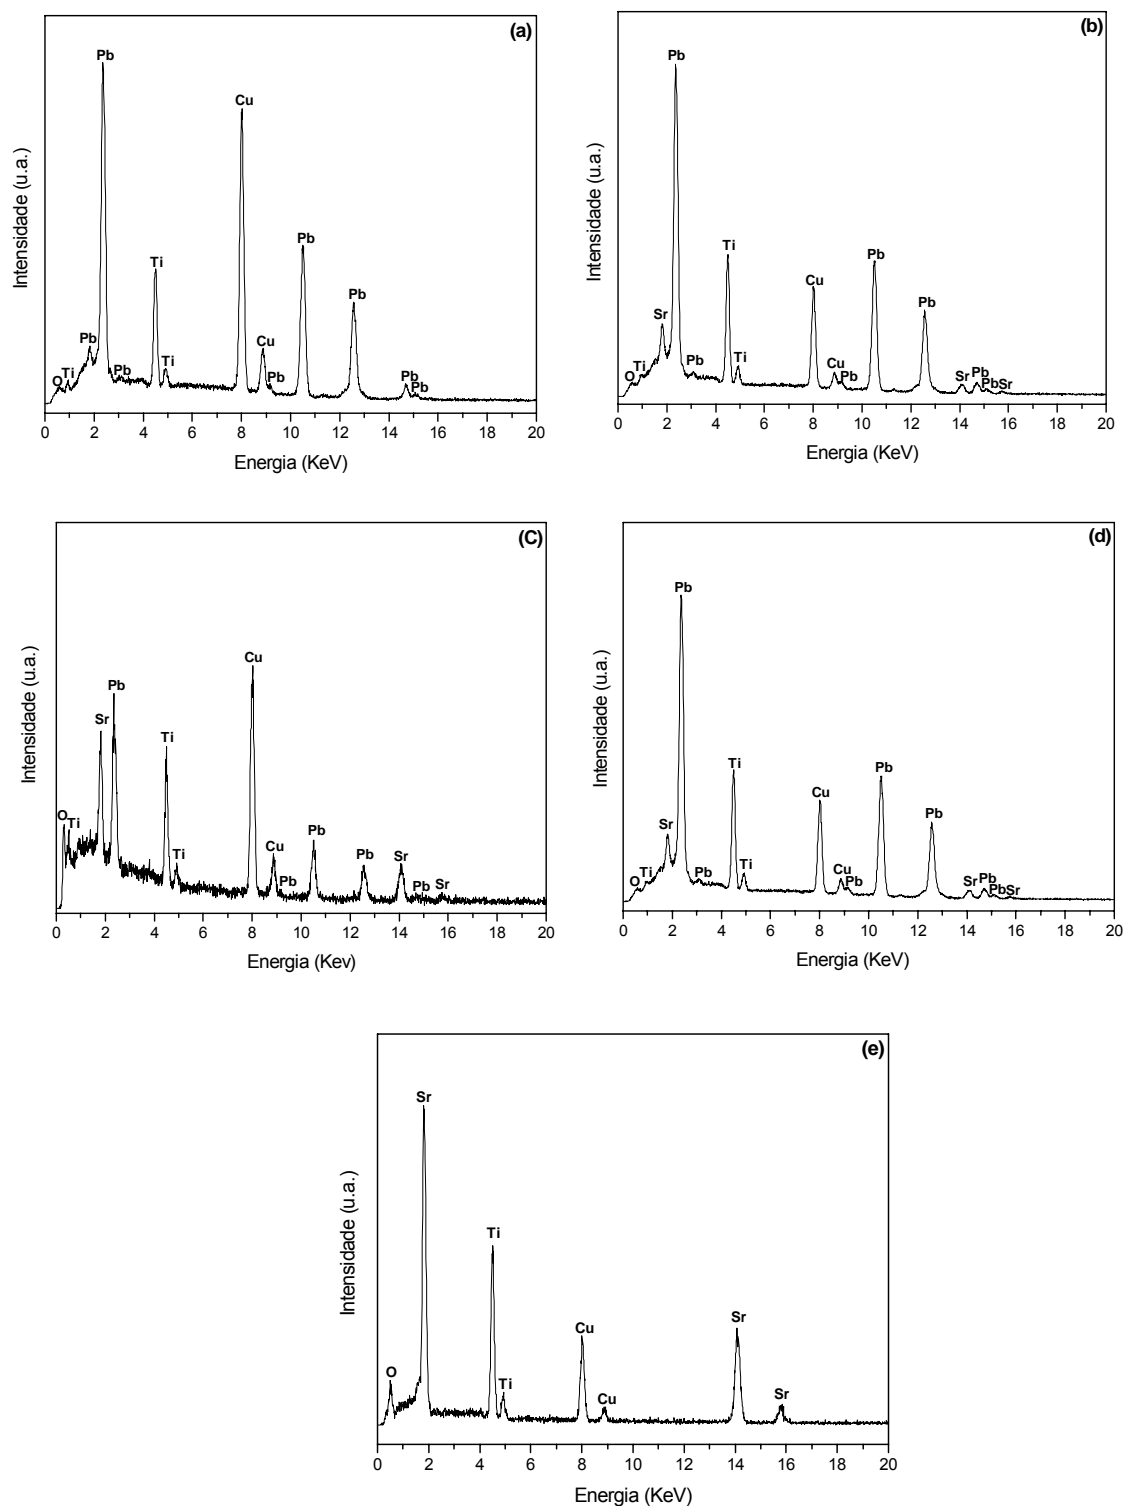 (a)
Pb
Cu
Pb
Ti
Pb
Pb
Cu
Ti
Pb
Pb
Pb
Pb
Ti
O
0 2 4 6 8 10 12 14 16 18 20
Energia (KeV)
Intensidade (u.a.)
(b)
Pb
Ti
Pb
Cu
Pb
Sr
Pb
Ti
Cu
Pb
Ti
O
Sr
Pb
Pb
Sr
0 2 4 6 8 10 12 14 16 18 20
Energia (KeV)
Intensidade (u.a.)
(C)
Cu
Pb
Sr
Ti
O
Ti
Pb
Cu
Ti
Pb
Pb
Sr
Pb
Sr
0 2 4 6 8 10 12 14 16 18 20
Energia (Kev)
Intensidade (u.a.)
(d)
Pb
Ti
Pb
Cu
Pb
Sr
Ti
Pb
Ti
Cu
Pb
O
Sr
Pb
Pb
Sr
0 2 4 6 8 10 12 14 16 18 20
Energia (KeV)
Intensidade (u.a.)
(e)
Sr
Ti
Cu
Sr
O
Ti
Cu
Sr
0 2 4 6 8 10 12 14 16 18 20
Energia (KeV)
Intensidade (u.a.)